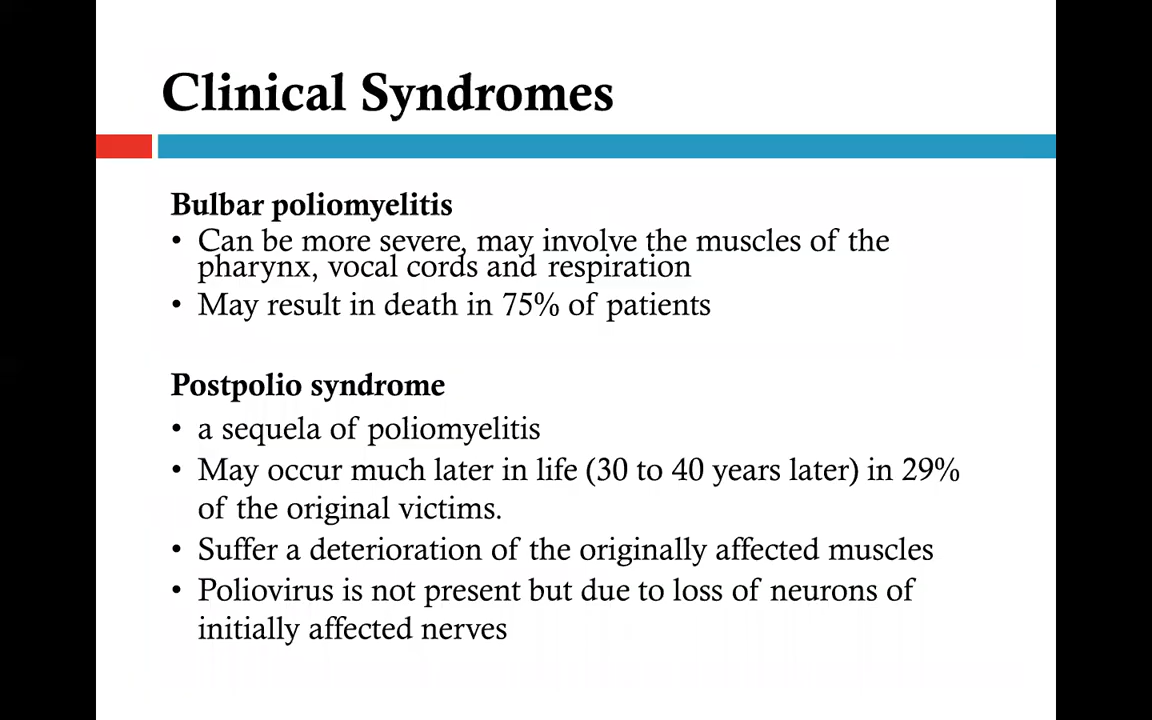 Clinical Syndromes
Bulbar poliomyelitis
• Can be more severe, may involve the muscles of the
pharynx, vocal cords and respiration
• May result in death in 75% of patients
Postpolio syndrome
• a sequela of poliomyelitis
• May occur much later in life (30 to 40 years later) in 29%
of the original victims.
• Suffer a deterioration of the originally affected muscles
• Poliovirus is not present but due to loss of neurons of
initially affected nerves